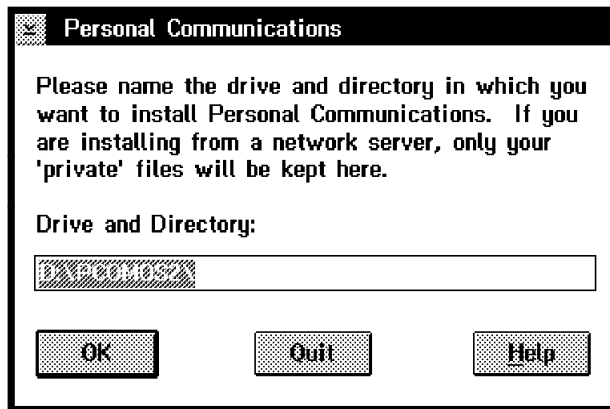 Personal Communications
Please name the drive and directory in which you
want to install Personal Communications. If you
are installing from a network server, only your
'private' files will be kept here.
Drive and Directory:
D:\PCOMOS2\
OK Quit Help